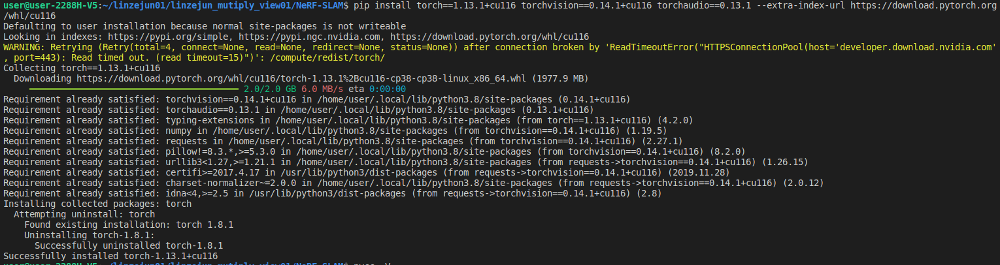 user@user-2288H-V5:~/linzejun01/linzejun_mutiply_view01/NeRF-SLAM$ pip install torch==1.13.1+cu116 torchvision==0.14.1+cu116 torchaudio==0.13.1 --extra-index-url https://download.pytorch.org
/whl/cu116
Defaulting to user installation because normal site-packages is not writeable
Looking in indexes: https://pypi.org/simple, https://pypi.ngc.nvidia.com, https://download.pytorch.org/whl/cu116
WARNING: Retrying (Retry(total=4, connect=None, read=None, redirect=None, status=None)) after connection broken by 'ReadTimeoutError("HTTPSConnectionPool(host='developer.download.nvidia.com'
, port=443): Read timed out. (read timeout=15)")': /compute/redist/torch/
Collecting torch==1.13.1+cu116
  Downloading https://download.pytorch.org/whl/cu116/torch-1.13.1%2Bcu116-cp38-cp38-linux_x86_64.whl (1977.9 MB)
2.0/2.0 GB 6.0 MB/s eta 0:00:00
Requirement already satisfied: torchvision==0.14.1+cu116 in /home/user/.local/lib/python3.8/site-packages (0.14.1+cu116)
Requirement already satisfied: torchaudio==0.13.1 in /home/user/.local/lib/python3.8/site-packages (0.13.1+cu116)
Requirement already satisfied: typing-extensions in /home/user/.local/lib/python3.8/site-packages (from torch==1.13.1+cu116) (4.2.0)
Requirement already satisfied: numpy in /home/user/.local/lib/python3.8/site-packages (from torchvision==0.14.1+cu116) (1.19.5)
Requirement already satisfied: requests in /home/user/.local/lib/python3.8/site-packages (from torchvision==0.14.1+cu116) (2.27.1)
Requirement already satisfied: pillow!=8.3.*,>=5.3.0 in /home/user/.local/lib/python3.8/site-packages (from torchvision==0.14.1+cu116) (8.2.0)
Requirement already satisfied: urllib3<1.27,>=1.21.1 in /home/user/.local/lib/python3.8/site-packages (from requests->torchvision==0.14.1+cu116) (1.26.15)
Requirement already satisfied: certifi>=2017.4.17 in /usr/lib/python3/dist-packages (from requests->torchvision==0.14.1+cu116) (2019.11.28)
Requirement already satisfied: charset-normalizer~=2.0.0 in /home/user/.local/lib/python3.8/site-packages (from requests->torchvision==0.14.1+cu116) (2.0.12)
Requirement already satisfied: idna<4,>=2.5 in /usr/lib/python3/dist-packages (from requests->torchvision==0.14.1+cu116) (2.8)
Installing collected packages: torch
  Attempting uninstall: torch
    Found existing installation: torch 1.8.1
    Uninstalling torch-1.8.1:
      Successfully uninstalled torch-1.8.1
Successfully installed torch-1.13.1+cu116
user@user-2288H-V5:~/linzejun01/linzejun_mutiply_view01/NeRF-SLAM$